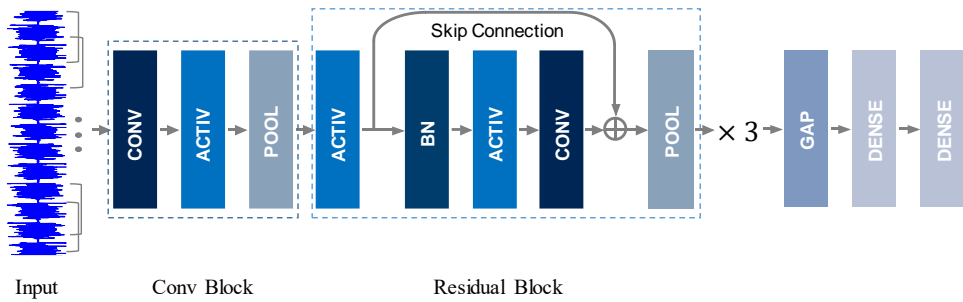 Skip Connection
CONV
ACTIV
POOL
ACTIV
BN
ACTIV
CONV
POOL
× 3
GAP
DENSE
DENSE
Input
Conv Block
Residual Block